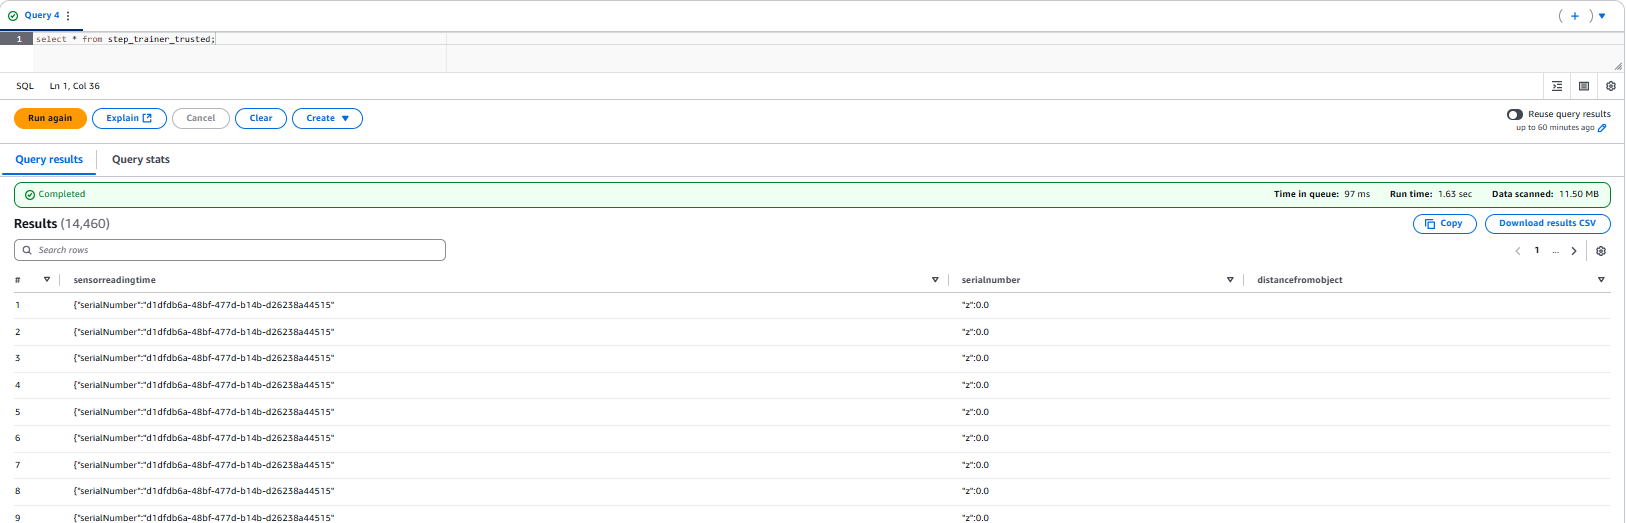 Query 4
1 select * from step_trainer_trusted;
SQL Ln 1, Col 36
Run again Explain Cancel Clear Create Reuse query results
up to 60 minutes ago
Query results Query stats
Completed Time in queue: 97 ms Run time: 1.63 sec Data scanned: 11.50 MB
Results (14,460) Copy Download results CSV
Search rows 1 ...
# sensorreadingtime serialnumber distancefromobject
1 {"serialNumber":"d1dfdb6a-48bf-477d-b14b-d26238a44515" "z":0.0
2 {"serialNumber":"d1dfdb6a-48bf-477d-b14b-d26238a44515" "z":0.0
3 {"serialNumber":"d1dfdb6a-48bf-477d-b14b-d26238a44515" "z":0.0
4 {"serialNumber":"d1dfdb6a-48bf-477d-b14b-d26238a44515" "z":0.0
5 {"serialNumber":"d1dfdb6a-48bf-477d-b14b-d26238a44515" "z":0.0
6 {"serialNumber":"d1dfdb6a-48bf-477d-b14b-d26238a44515" "z":0.0
7 {"serialNumber":"d1dfdb6a-48bf-477d-b14b-d26238a44515" "z":0.0
8 {"serialNumber":"d1dfdb6a-48bf-477d-b14b-d26238a44515" "z":0.0
9 {"serialNumber":"d1dfdb6a-48bf-477d-b14b-d26238a44515" "z":0.0